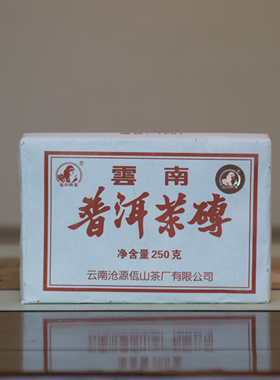 雲南
普洱茶磚
净含量250克
云南沧源佤山茶厂有限公司